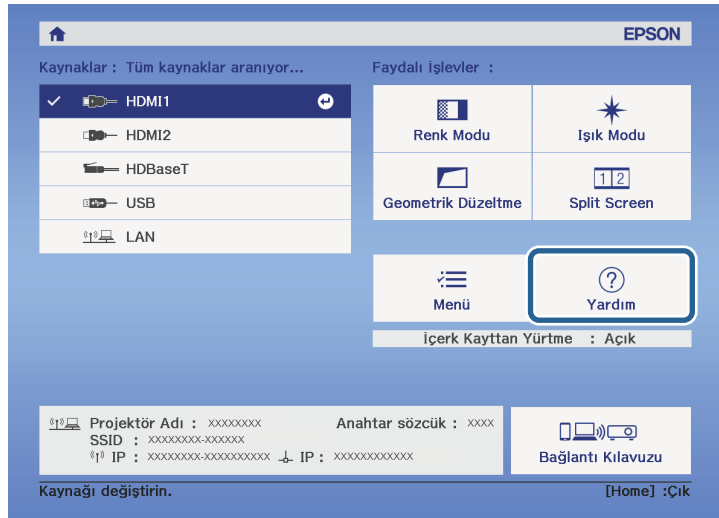 EPSON
Kaynaklar : Tüm kaynaklar aranıyor...
Faydalı İşlevler :
HDMI1
HDMI2
HDBaseT
USB
LAN
Renk Modu
Işık Modu
Geometrik Düzeltme
1 2
Split Screen
Menü
? Yardım
İçerk Kayttan Yürtme : Açık
Projektör Adı : xxxxxxxx Anahtar sözcük : xxxx
SSID : xxxxxxxx-xxxxxx
IP : xxxxxxxx-xxxxxxxxxx IP : xxxxxxxxxxxx
Bağlantı Kılavuzu
Kaynağı değiştirin.
[Home] :Çık